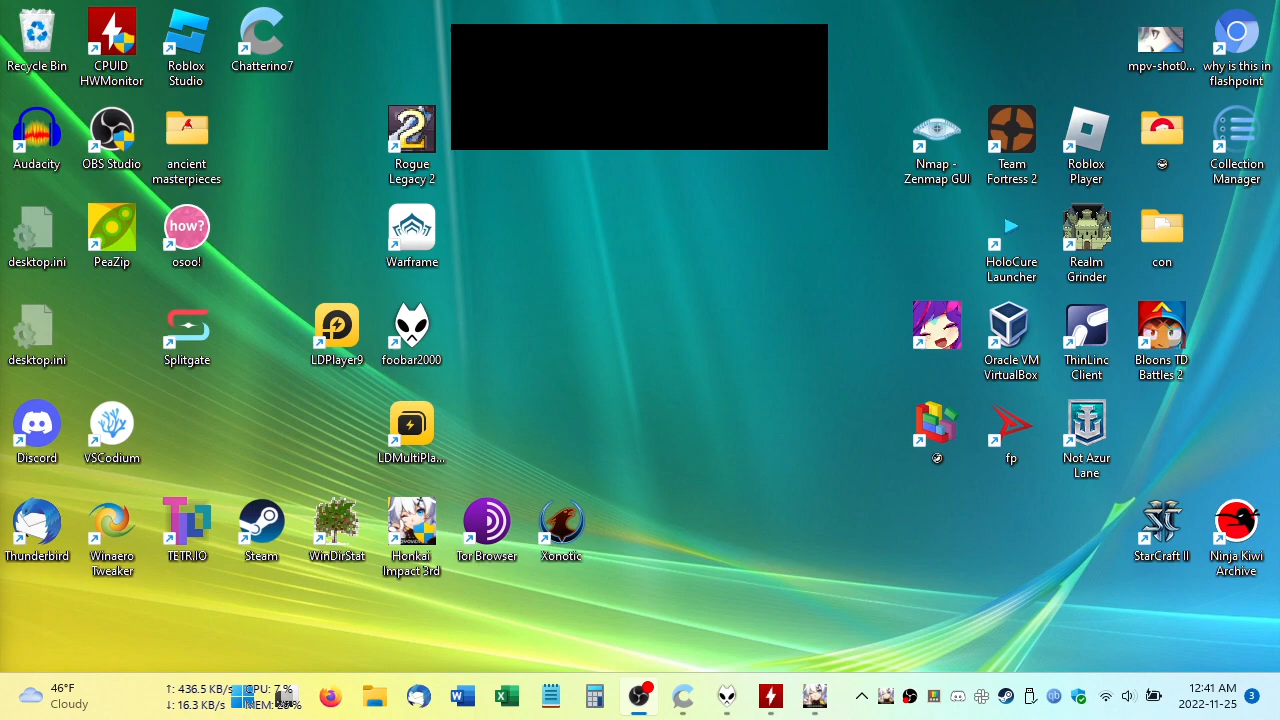 Recycle Bin
CPUID
HWMonitor
Roblox
Studio
Chatterino7
mpv-shot0...
why is this in
flashpoint
Audacity
OBS Studio
ancient
masterpieces
2
Rogue
Legacy 2
Nmap -
Zenmap GUI
Team
Fortress 2
Roblox
Player
Collection
Manager
desktop.ini
PeaZip
how?
osoo!
Warframe
HoloCure
Launcher
Realm
Grinder
con
desktop.ini
Splitgate
LDPlayer9
foobar2000
Oracle VM
VirtualBox
ThinLinc
Client
Bloons TD
Battles 2
Discord
VSCodium
LDMultiPla...
fp
Not Azur
Lane
Thunderbird
Winaero
Tweaker
TETR.IO
Steam
WinDirStat
Honkai
Impact 3rd
Tor Browser
Xonotic
StarCraft II
Ninja Kiwi
Archive
46°F
Cloudy
↑: 436.5 KB/s
↓: 16.3 KB/s
CPU: 7 %
12:41 AM
3